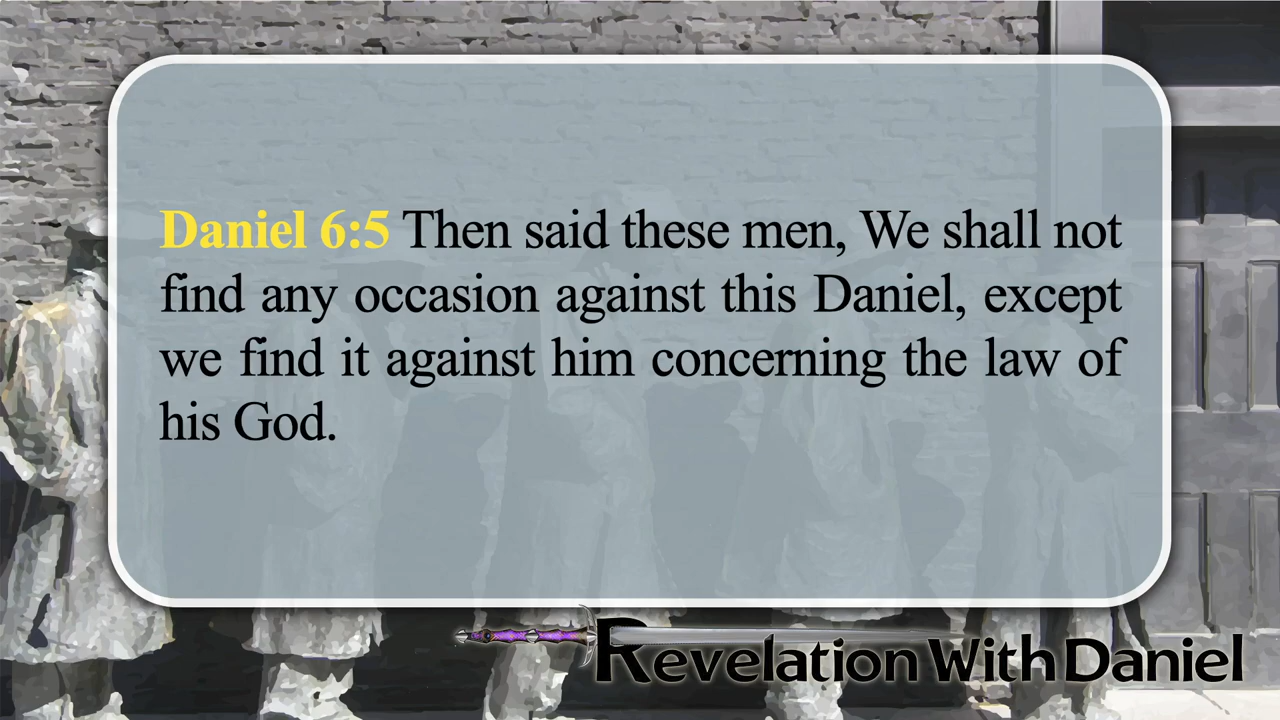 Daniel 6:5 Then said these men, We shall not
find any occasion against this Daniel, except
we find it against him concerning the law of
his God.
Revelation With Daniel